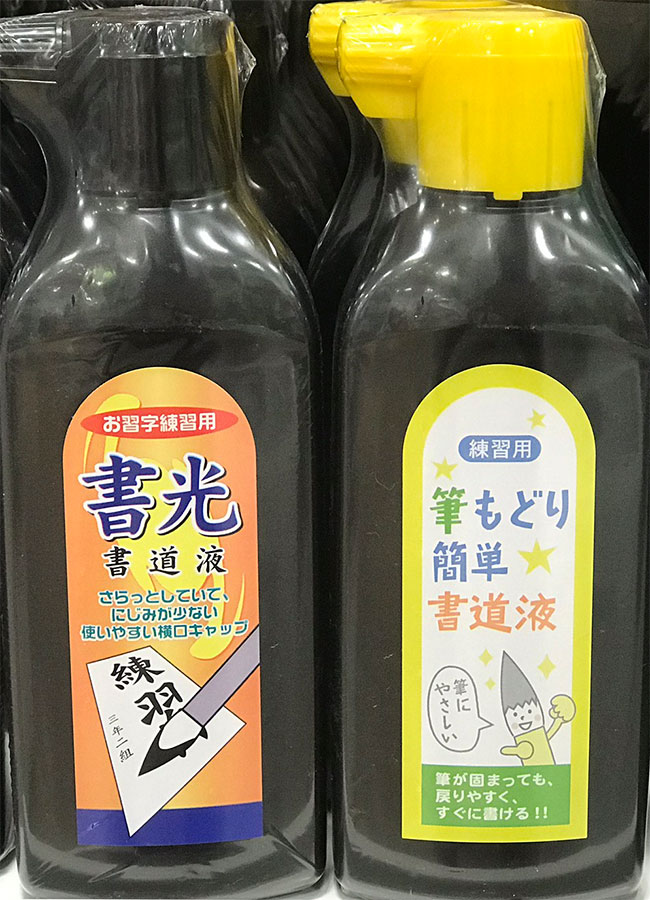 お習字練習用
書光
書道液
さらっとしていて、
にじみが少ない
使いやすい横口キャップ
練習
三年二組
練習用
筆もどり
簡単
書道液
筆に
やさしい
筆が固まっても、
戻りやすく、
すぐに書ける!!